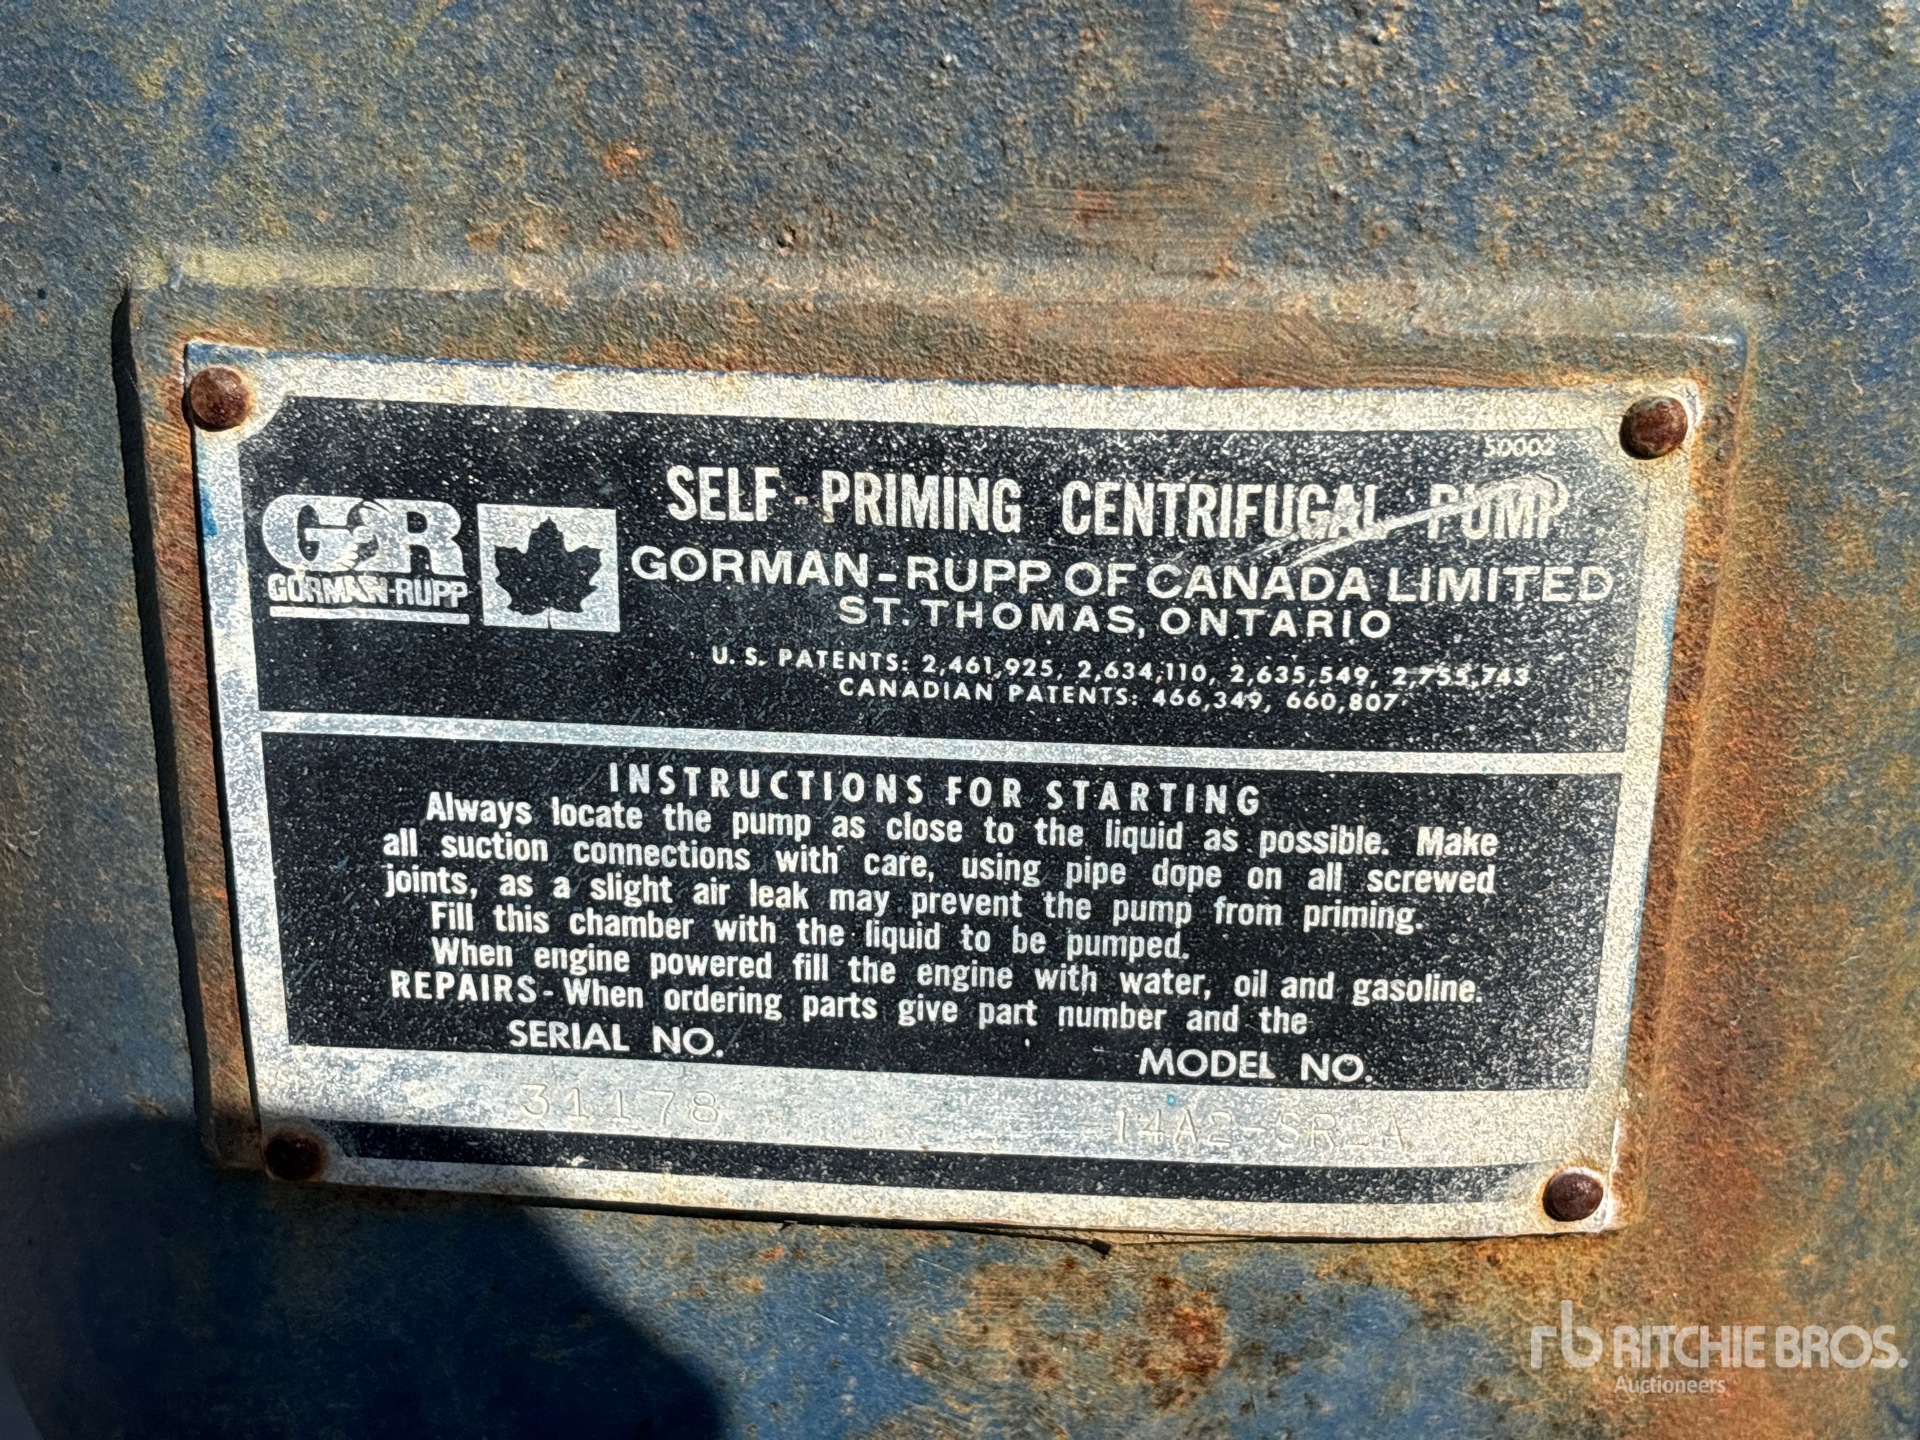 50002
SELF-PRIMING CENTRIFUGAL PUMP
G&R
GORMAN-RUPP
GORMAN-RUPP OF CANADA LIMITED
ST. THOMAS, ONTARIO
U. S. PATENTS: 2,461,925, 2,634,110, 2,635,549, 2,755,743
CANADIAN PATENTS: 466,349, 660,807
INSTRUCTIONS FOR STARTING
Always locate the pump as close to the liquid as possible. Make
all suction connections with care, using pipe dope on all screwed
joints, as a slight air leak may prevent the pump from priming.
Fill this chamber with the liquid to be pumped.
When engine powered fill the engine with water, oil and gasoline.
REPAIRS - When ordering parts give part number and the
SERIAL NO. MODEL NO.
31178
rb RITCHIE BROS.
Auctioneers